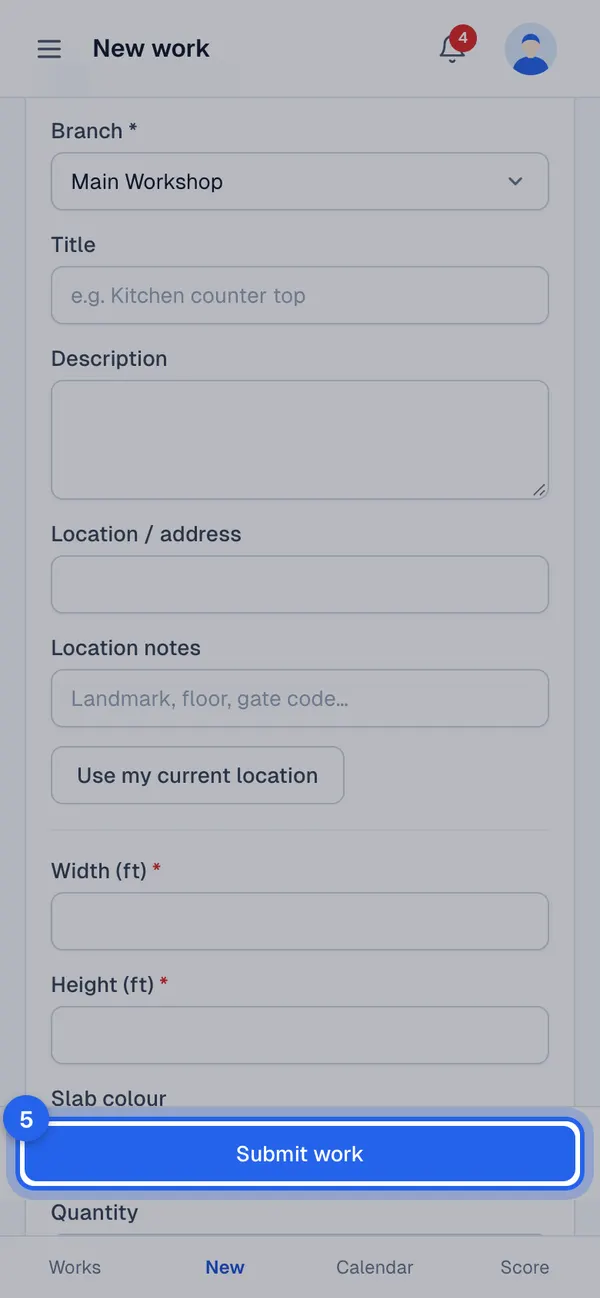 New work
4
Branch *
Main Workshop
Title
e.g. Kitchen counter top
Description
Location / address
Location notes
Landmark, floor, gate code…
Use my current location
Width (ft) *
Height (ft) *
Slab colour
5
Submit work
Quantity
Works New Calendar Score